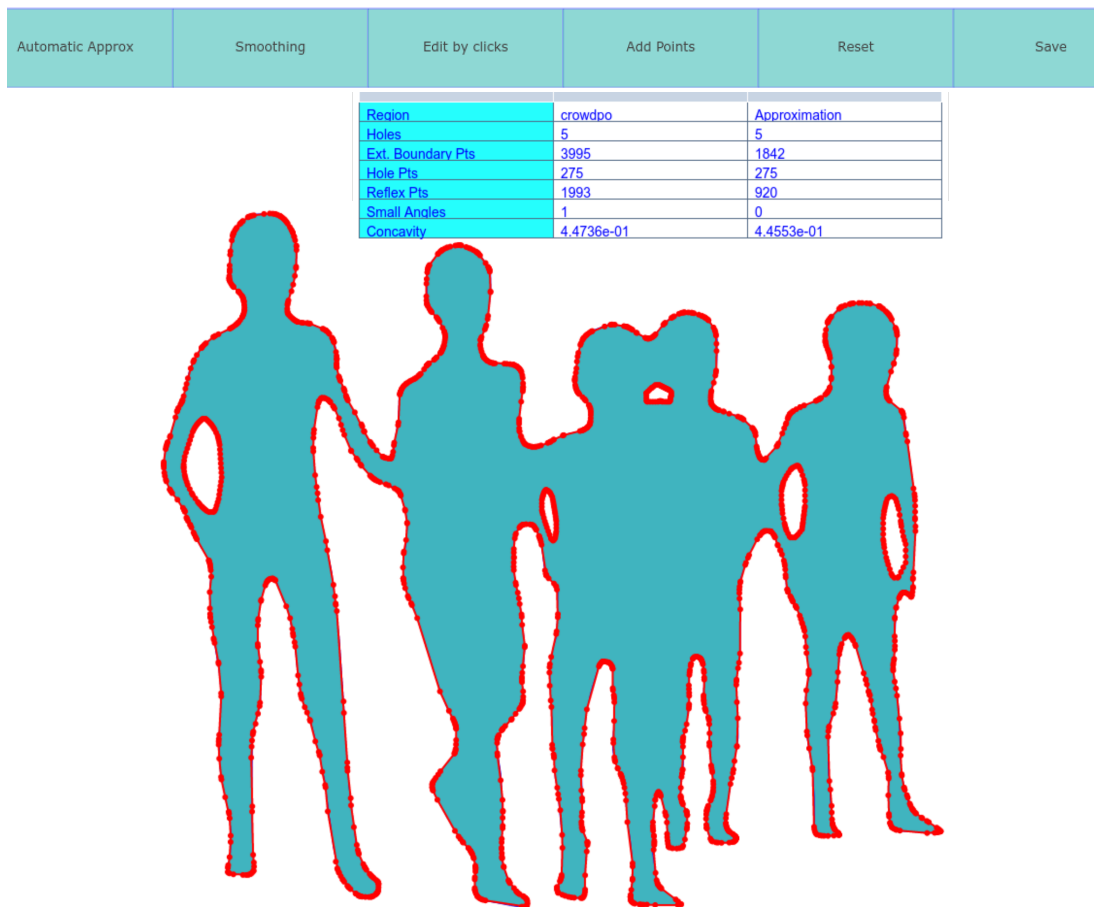 Automatic Approx Smoothing Edit by clicks Add Points Reset Save
Region crowdpo Approximation
Holes 5 5
Ext. Boundary Pts 3995 1842
Hole Pts 275 275
Reflex Pts 1993 920
Small Angles 1 0
Concavity 4.4736e-01 4.4553e-01